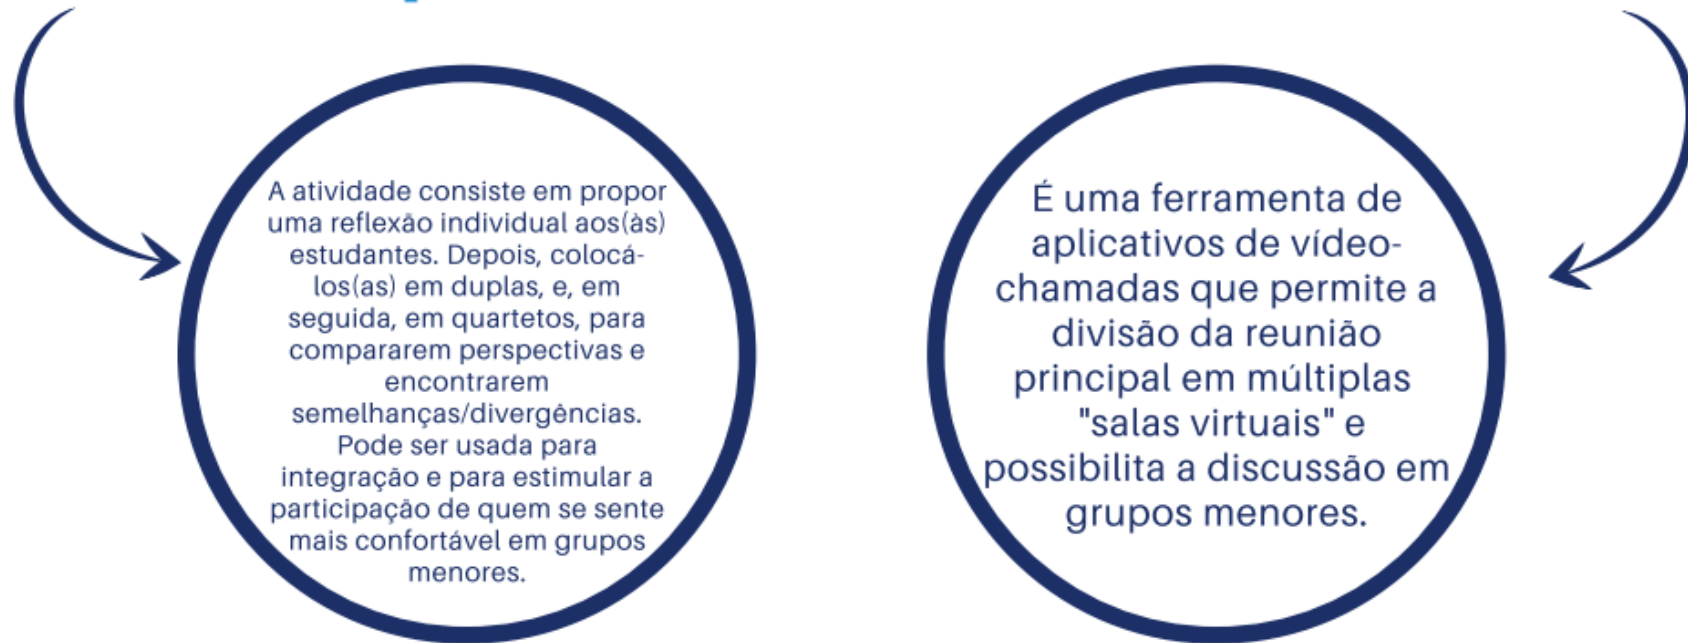 A atividade consiste em propor
uma reflexão individual aos(às)
estudantes. Depois, colocá-
los(as) em duplas, e, em
seguida, em quartetos, para
compararem perspectivas e
encontrarem
semelhanças/divergências.
Pode ser usada para
integração e para estimular a
participação de quem se sente
mais confortável em grupos
menores.
É uma ferramenta de
aplicativos de vídeo-
chamadas que permite a
divisão da reunião
principal em múltiplas
"salas virtuais" e
possibilita a discussão em
grupos menores.